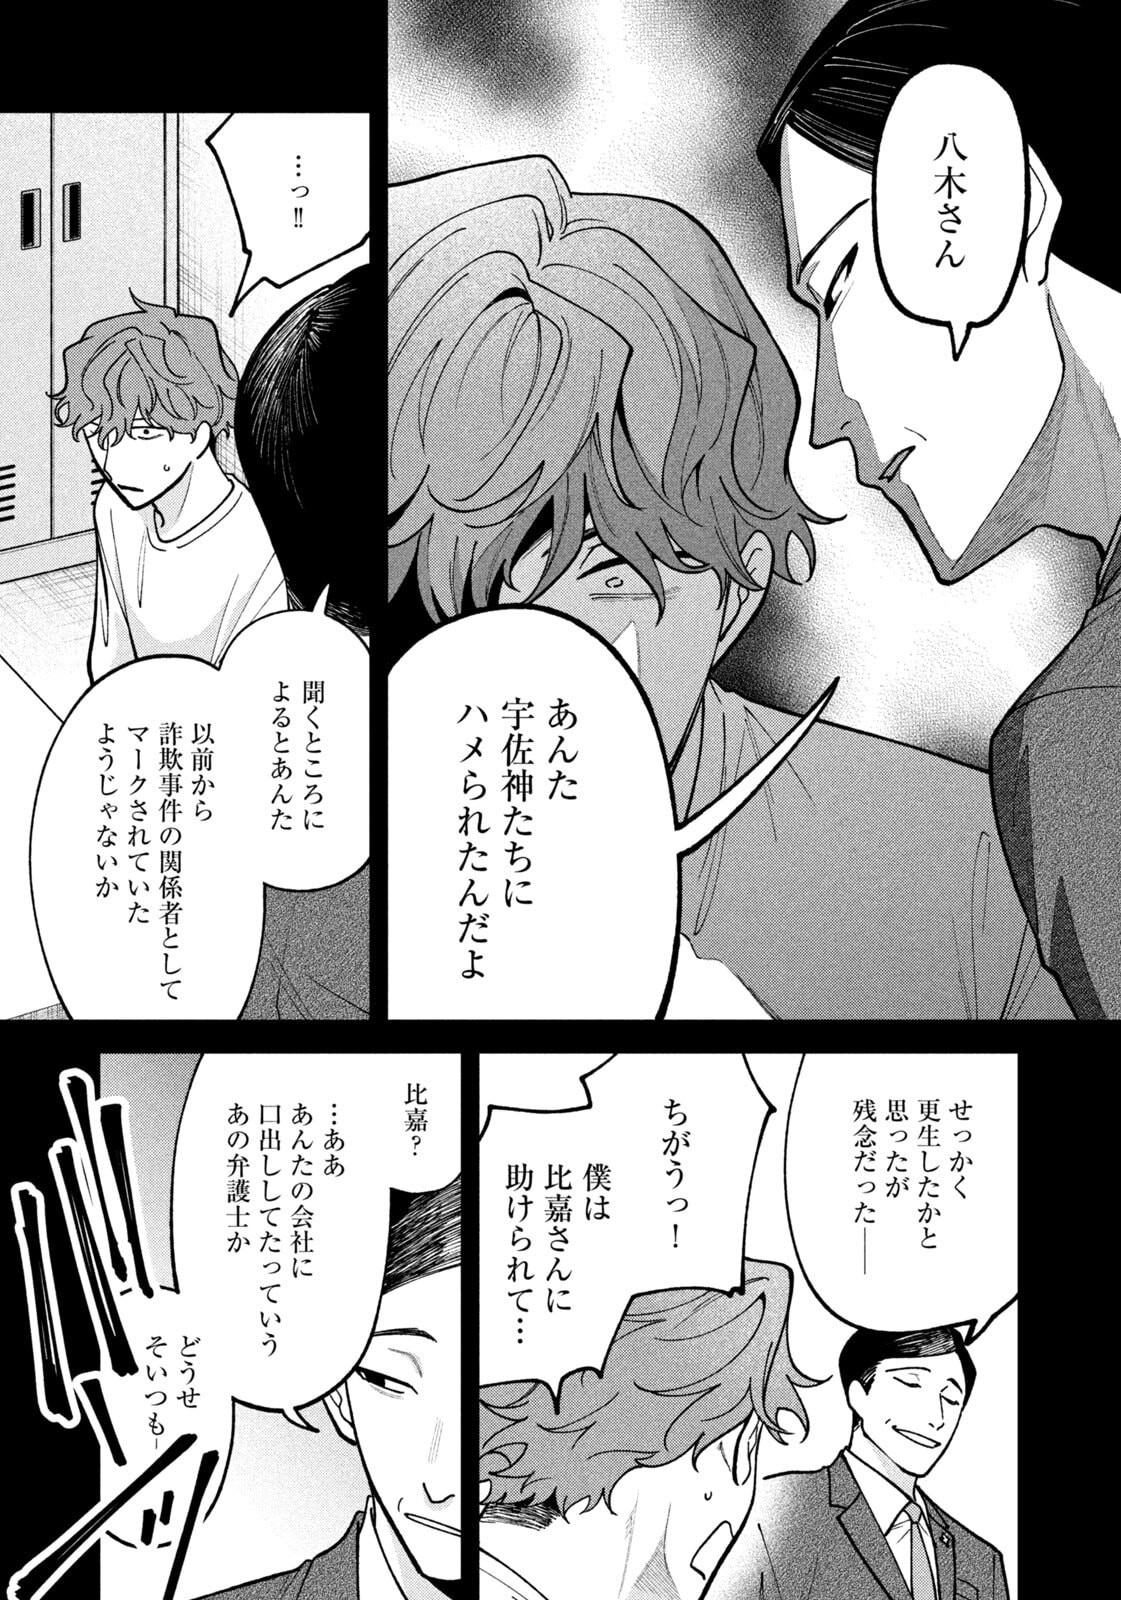 八木さん
あんた
宇佐神たちに
ハメられたんだよ
…っ!!
聞くところに
よるとあんた
以前から
詐欺事件の関係者として
マークされていた
ようじゃないか
せっかく
更生したかと
思ったが
残念だった――
ちがうっ！
僕は
比嘉さんに
助けられて…
比嘉？
…ああ
あんたの会社に
口出ししてたっていう
あの弁護士か
どうせ
そいつも−